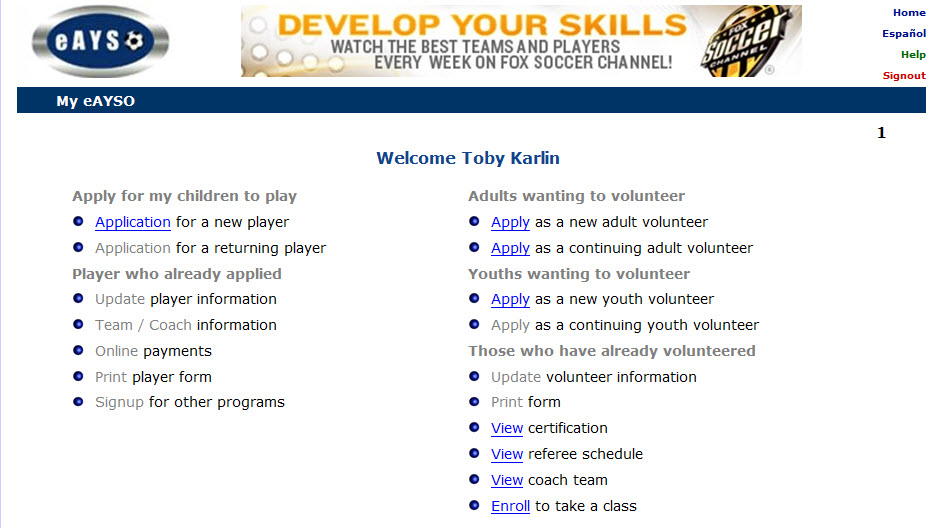 eAYSO
DEVELOP YOUR SKILLS
WATCH THE BEST TEAMS AND PLAYERS
EVERY WEEK ON FOX SOCCER CHANNEL!
FOX
SOCCER
CHANNEL
®
Home
Español
Help
Signout
My eAYSO
1
Welcome Toby Karlin
Apply for my children to play
Application for a new player
Application for a returning player
Player who already applied
Update player information
Team / Coach information
Online payments
Print player form
Signup for other programs
Adults wanting to volunteer
Apply as a new adult volunteer
Apply as a continuing adult volunteer
Youths wanting to volunteer
Apply as a new youth volunteer
Apply as a continuing youth volunteer
Those who have already volunteered
Update volunteer information
Print form
View certification
View referee schedule
View coach team
Enroll to take a class